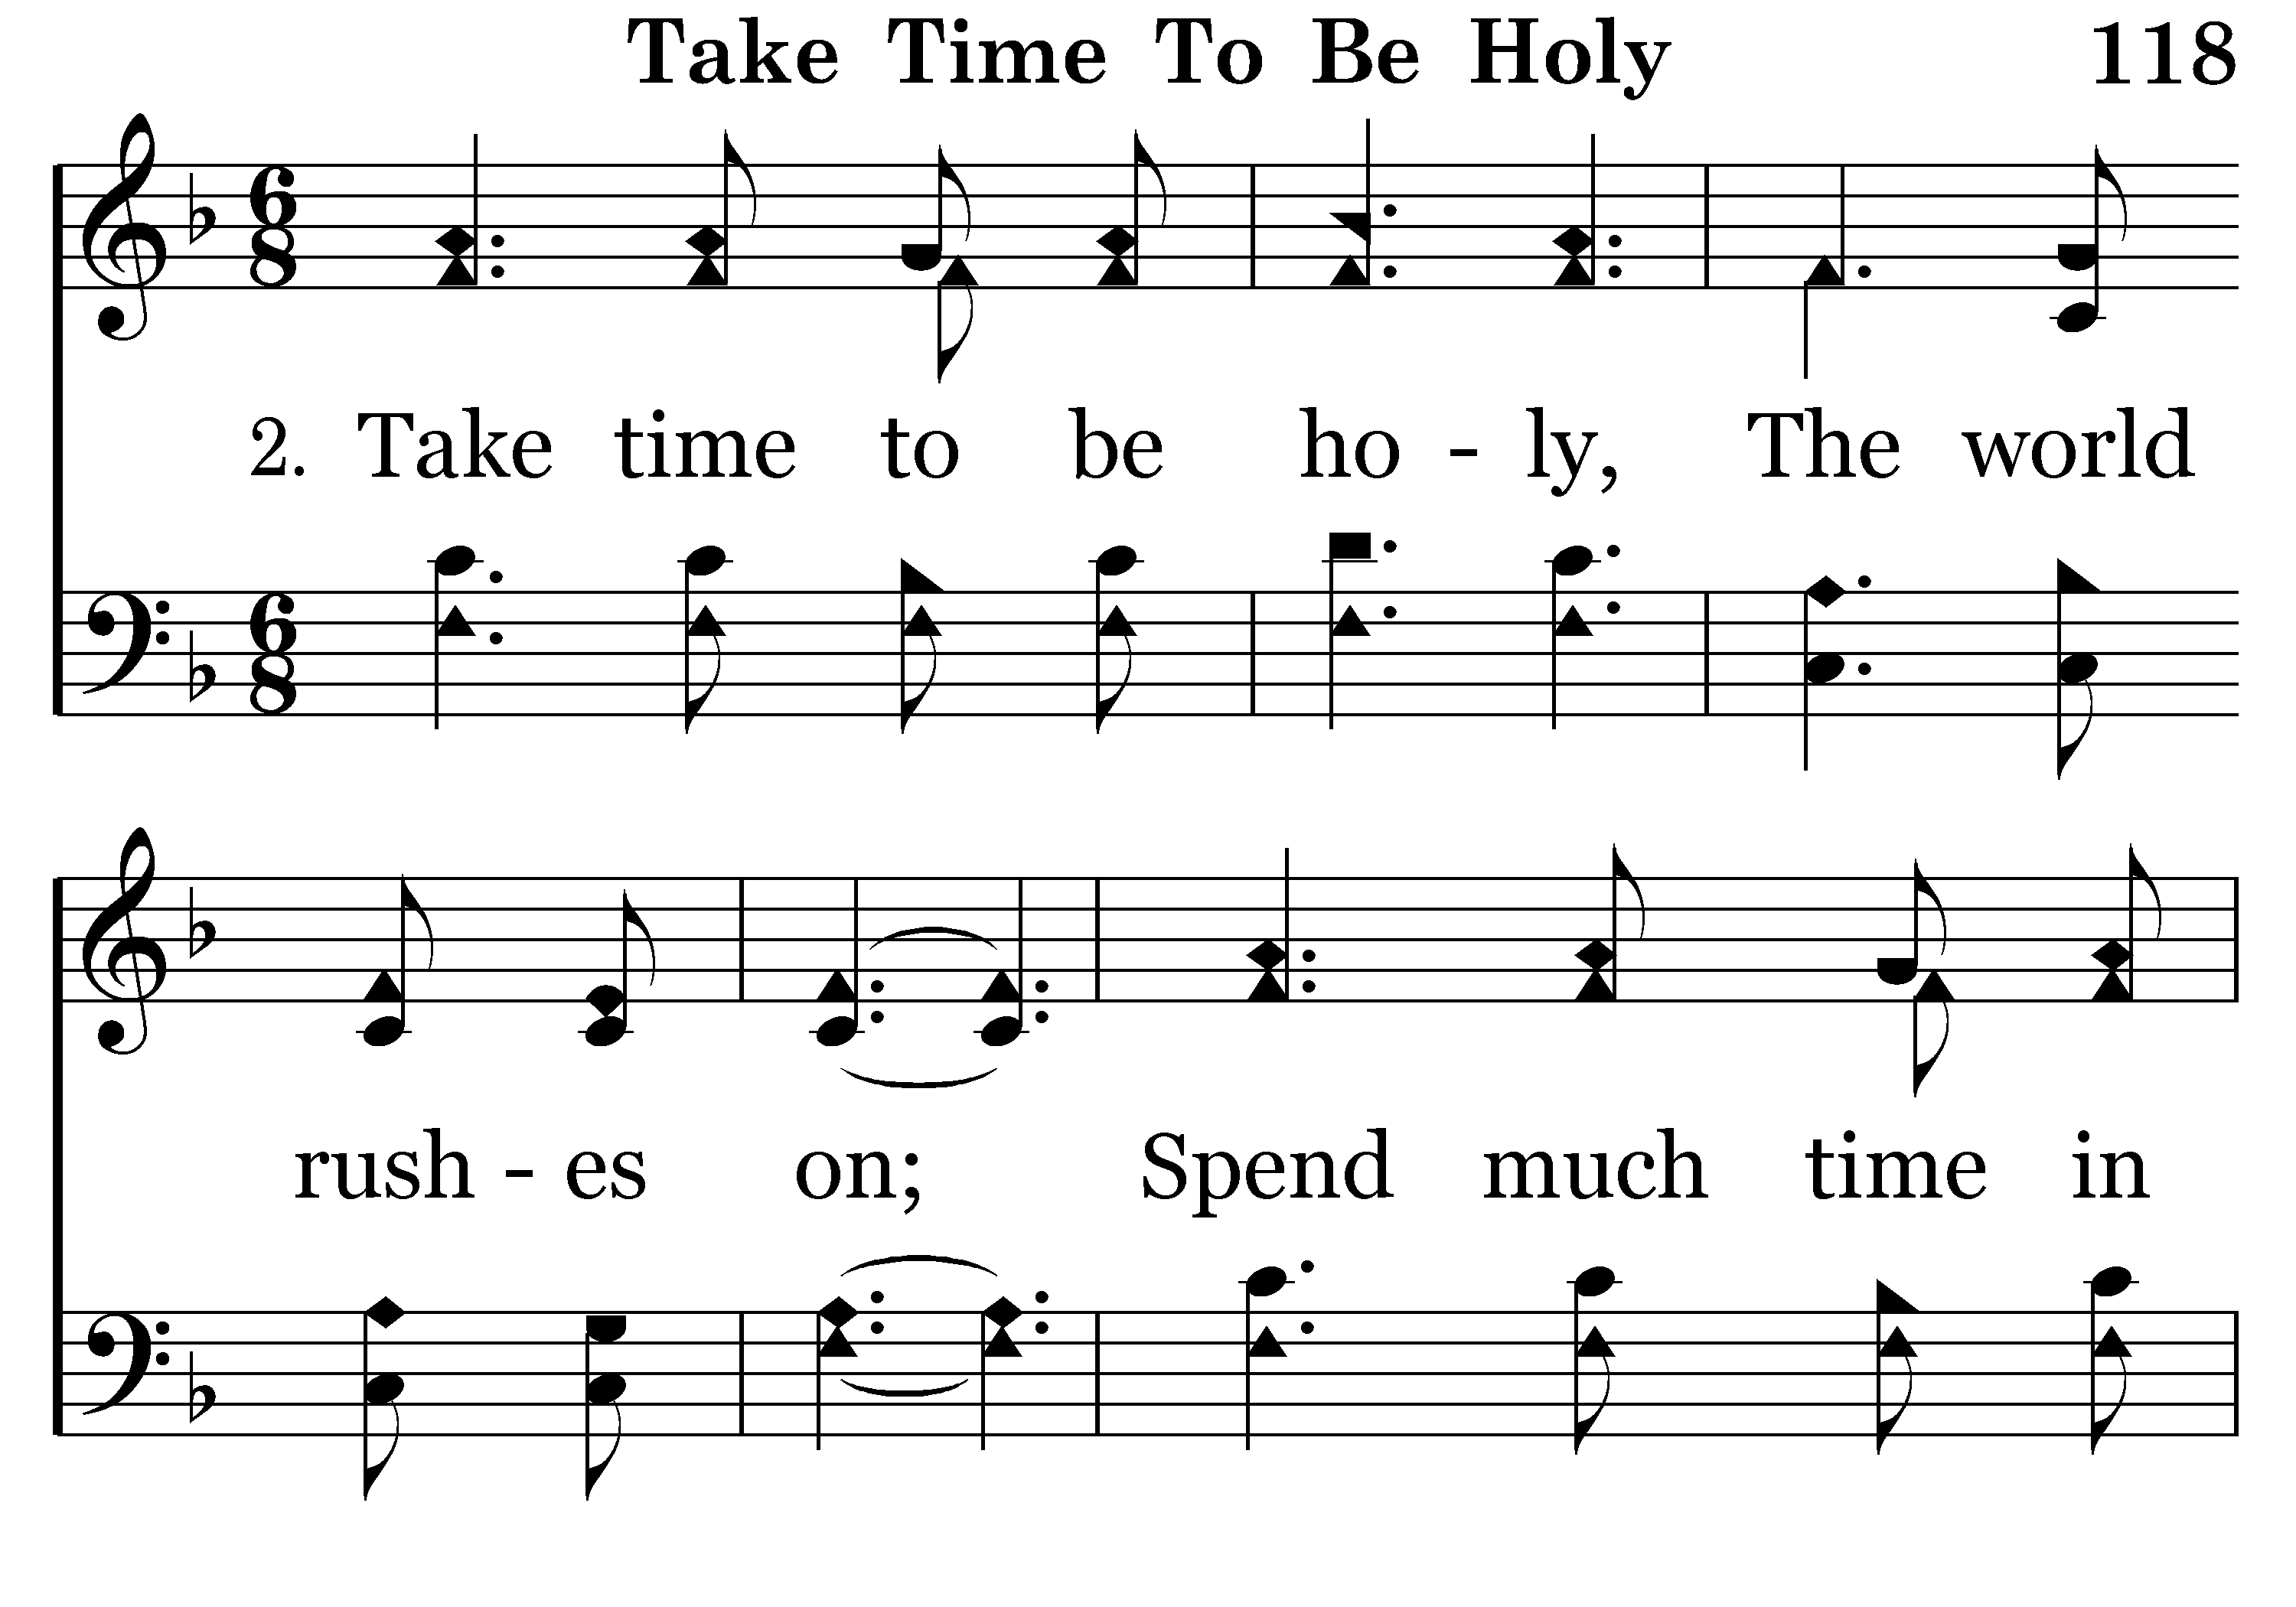 Take Time To Be Holy 118
2. Take time to be ho - ly, The world
rush - es on; Spend much time in